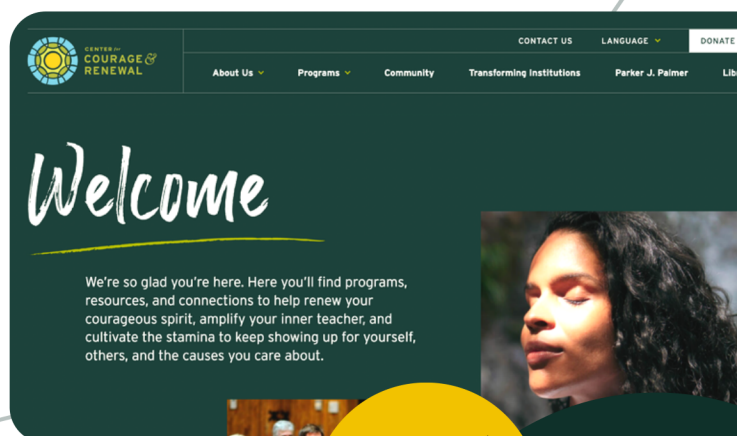 CENTER for
COURAGE &
RENEWAL
CONTACT US
LANGUAGE
DONATE
About Us
Programs
Community
Transforming Institutions
Parker J. Palmer
Welcome
We're so glad you're here. Here you'll find programs,
resources, and connections to help renew your
courageous spirit, amplify your inner teacher, and
cultivate the stamina to keep showing up for yourself,
others, and the causes you care about.